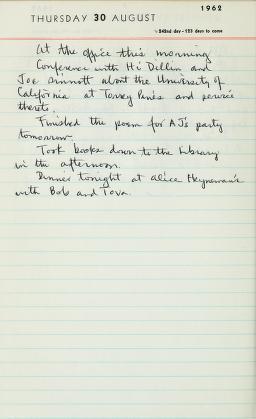 1962
THURSDAY 30 AUGUST
242nd day - 123 days to come
At the office this morning
Conference with Hi Dillin and
Joe Sinnott about the University of
California at Torrey Pines and service
thereto.
Finished the poem for AJ's party
tomorrow.
Took books down to the library
in the afternoon.
Dinner tonight at Alice Heyneman's
with Bob and Tova.